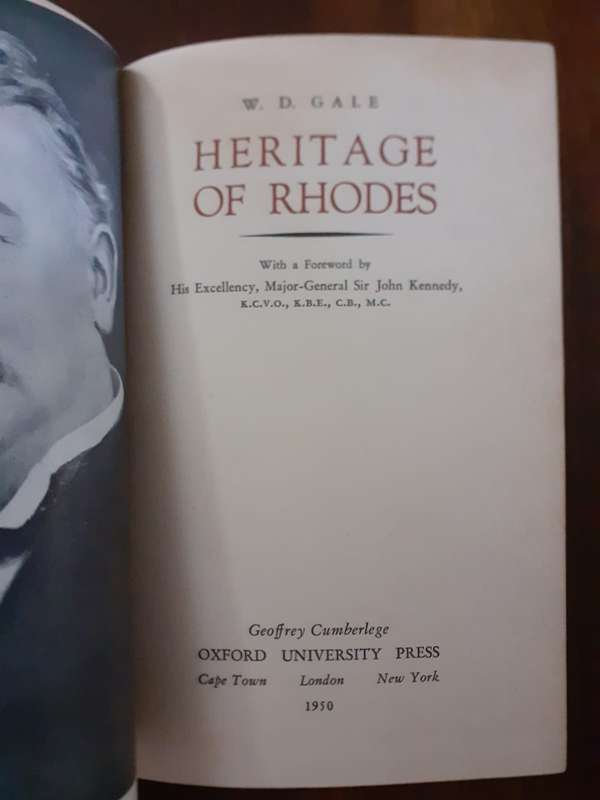 W. D. GALE
HERITAGE
OF RHODES
With a Foreword by
His Excellency, Major-General Sir John Kennedy,
K.C.V.O., K.B.E., C.B., M.C.
Geoffrey Cumberlege
OXFORD UNIVERSITY PRESS
Cape Town London New York
1950